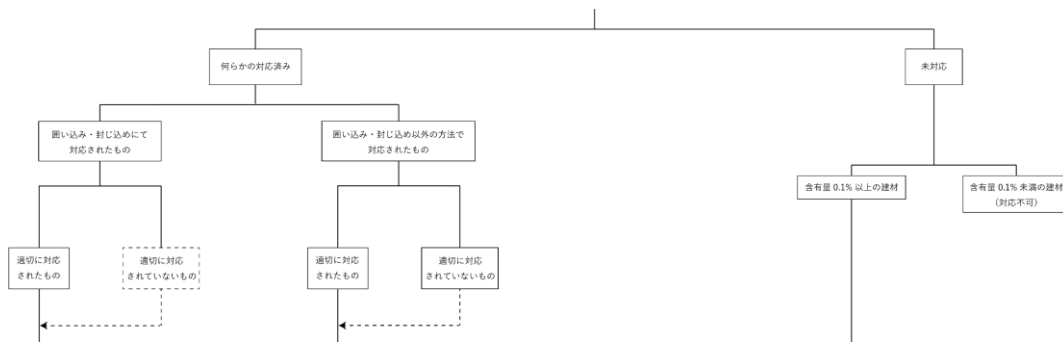 何らかの対応済み
未対応
囲い込み・封じ込めにて
対応されたもの
囲い込み・封じ込め以外の方法で
対応されたもの
含有量 0.1% 以上の建材
含有量 0.1% 未満の建材
（対応不可）
適切に対応
されたもの
適切に対応
されていないもの
適切に対応
されたもの
適切に対応
されていないもの